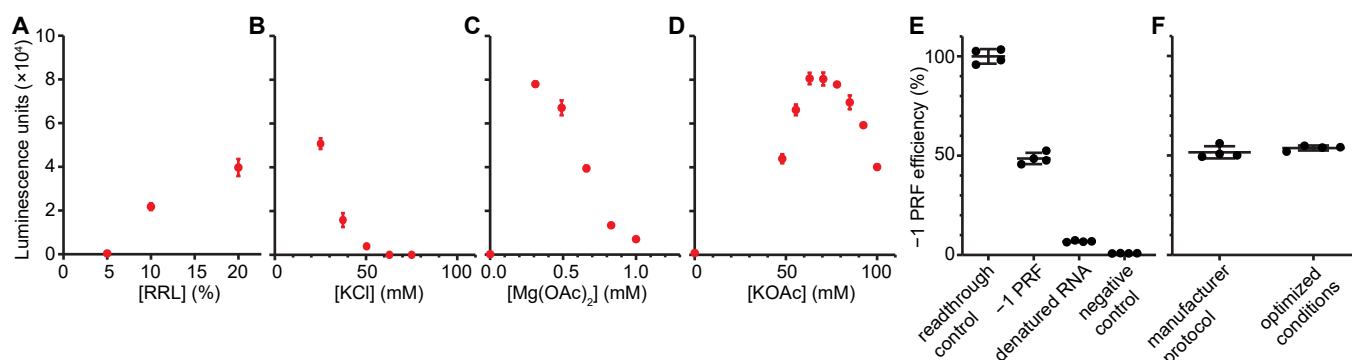 A
B
C
D
E
F
Luminescence units (×10⁴)
10
8
6
4
2
0
0 5 10 15 20
[RRL] (%)
0 50 100
[KCl] (mM)
0 0.5 1.0
[Mg(OAc)₂] (mM)
0 50 100
[KOAc] (mM)
−1 PRF efficiency (%)
100
50
0
readthrough
control
−1 PRF
denatured RNA
negative
control
manufacturer
protocol
optimized
conditions